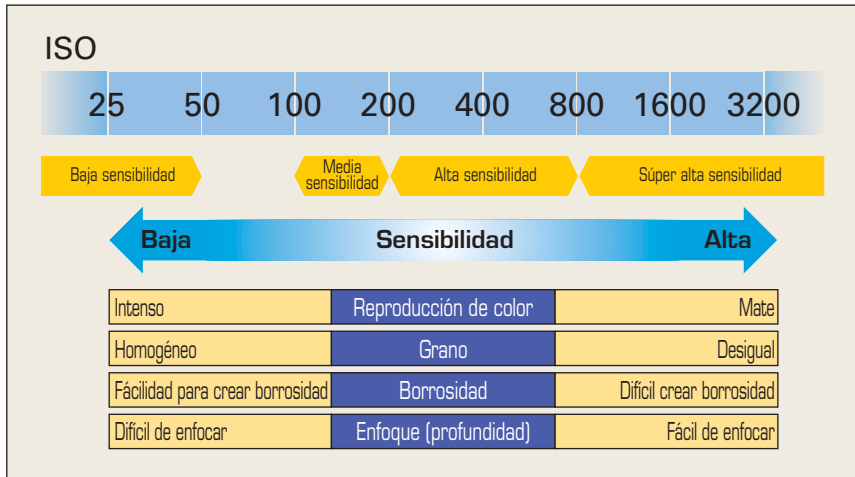 ISO
25 50 100 200 400 800 1600 3200
Baja sensibilidad
Media
sensibilidad
Alta sensibilidad
Súper alta sensibilidad
Baja Sensibilidad Alta
Intenso Reproducción de color Mate
Homogéneo Grano Desigual
Fácilidad para crear borrosidad Borrosidad Difícil crear borrosidad
Difícil de enfocar Enfoque (profundidad) Fácil de enfocar